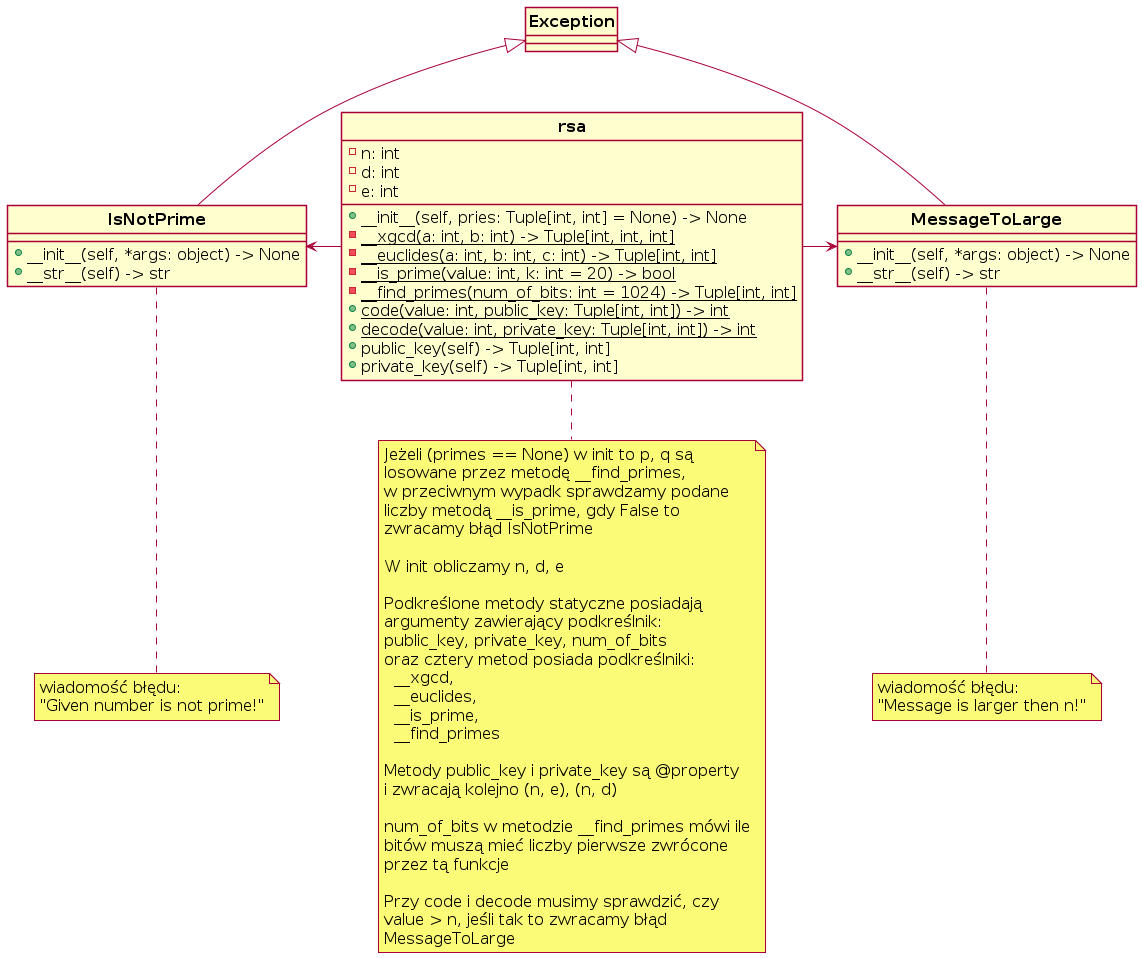 Exception
rsa
n: int
d: int
e: int
__init__(self, pries: Tuple[int, int] = None) -> None
__xgcd(a: int, b: int) -> Tuple[int, int, int]
__euclides(a: int, b: int, c: int) -> Tuple[int, int]
__is_prime(value: int, k: int = 20) -> bool
__find_primes(num_of_bits: int = 1024) -> Tuple[int, int]
code(value: int, public_key: Tuple[int, int]) -> int
decode(value: int, private_key: Tuple[int, int]) -> int
public_key(self) -> Tuple[int, int]
private_key(self) -> Tuple[int, int]
IsNotPrime
__init__(self, *args: object) -> None
__str__(self) -> str
MessageToLarge
__init__(self, *args: object) -> None
__str__(self) -> str
Jeżeli (primes == None) w init to p, q są
losowane przez metodę __find_primes,
w przeciwnym wypadk sprawdzamy podane
liczby metodą __is_prime, gdy False to
zwracamy błąd IsNotPrime
W init obliczamy n, d, e
Podkreślone metody statyczne posiadają
argumenty zawierający podkreślnik:
public_key, private_key, num_of_bits
oraz cztery metod posiada podkreślniki:
__xgcd,
__euclides,
__is_prime,
__find_primes
Metody public_key i private_key są @property
i zwracają kolejno (n, e), (n, d)
num_of_bits w metodzie __find_primes mówi ile
bitów muszą mieć liczby pierwsze zwrócone
przez tą funkcje
Przy code i decode musimy sprawdzić, czy
value > n, jeśli tak to zwracamy błąd
MessageToLarge
wiadomość błędu:
"Given number is not prime!"
wiadomość błędu:
"Message is larger then n!"